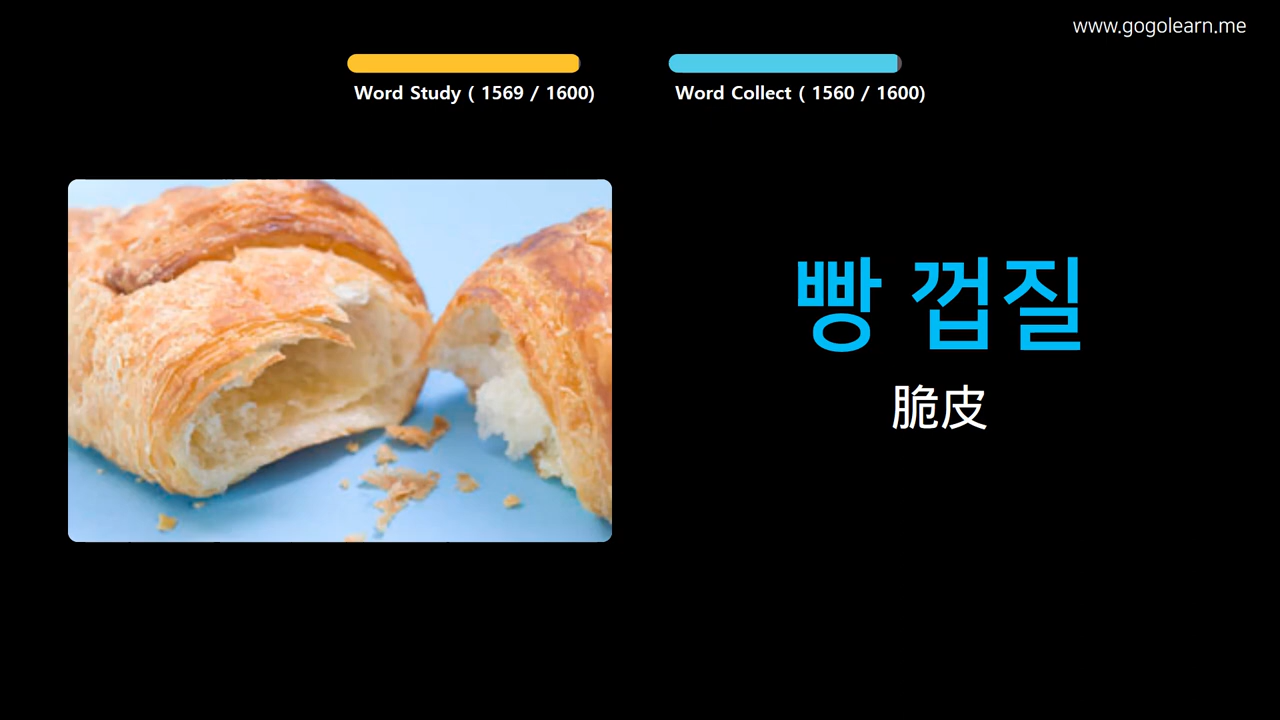 www.gogolearn.me
Word Study ( 1569 / 1600)
Word Collect ( 1560 / 1600)
빵 껍질
脆皮